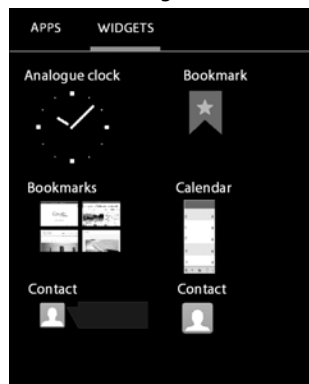 APPS WIDGETS
Analogue clock Bookmark
Bookmarks Calendar
Contact Contact